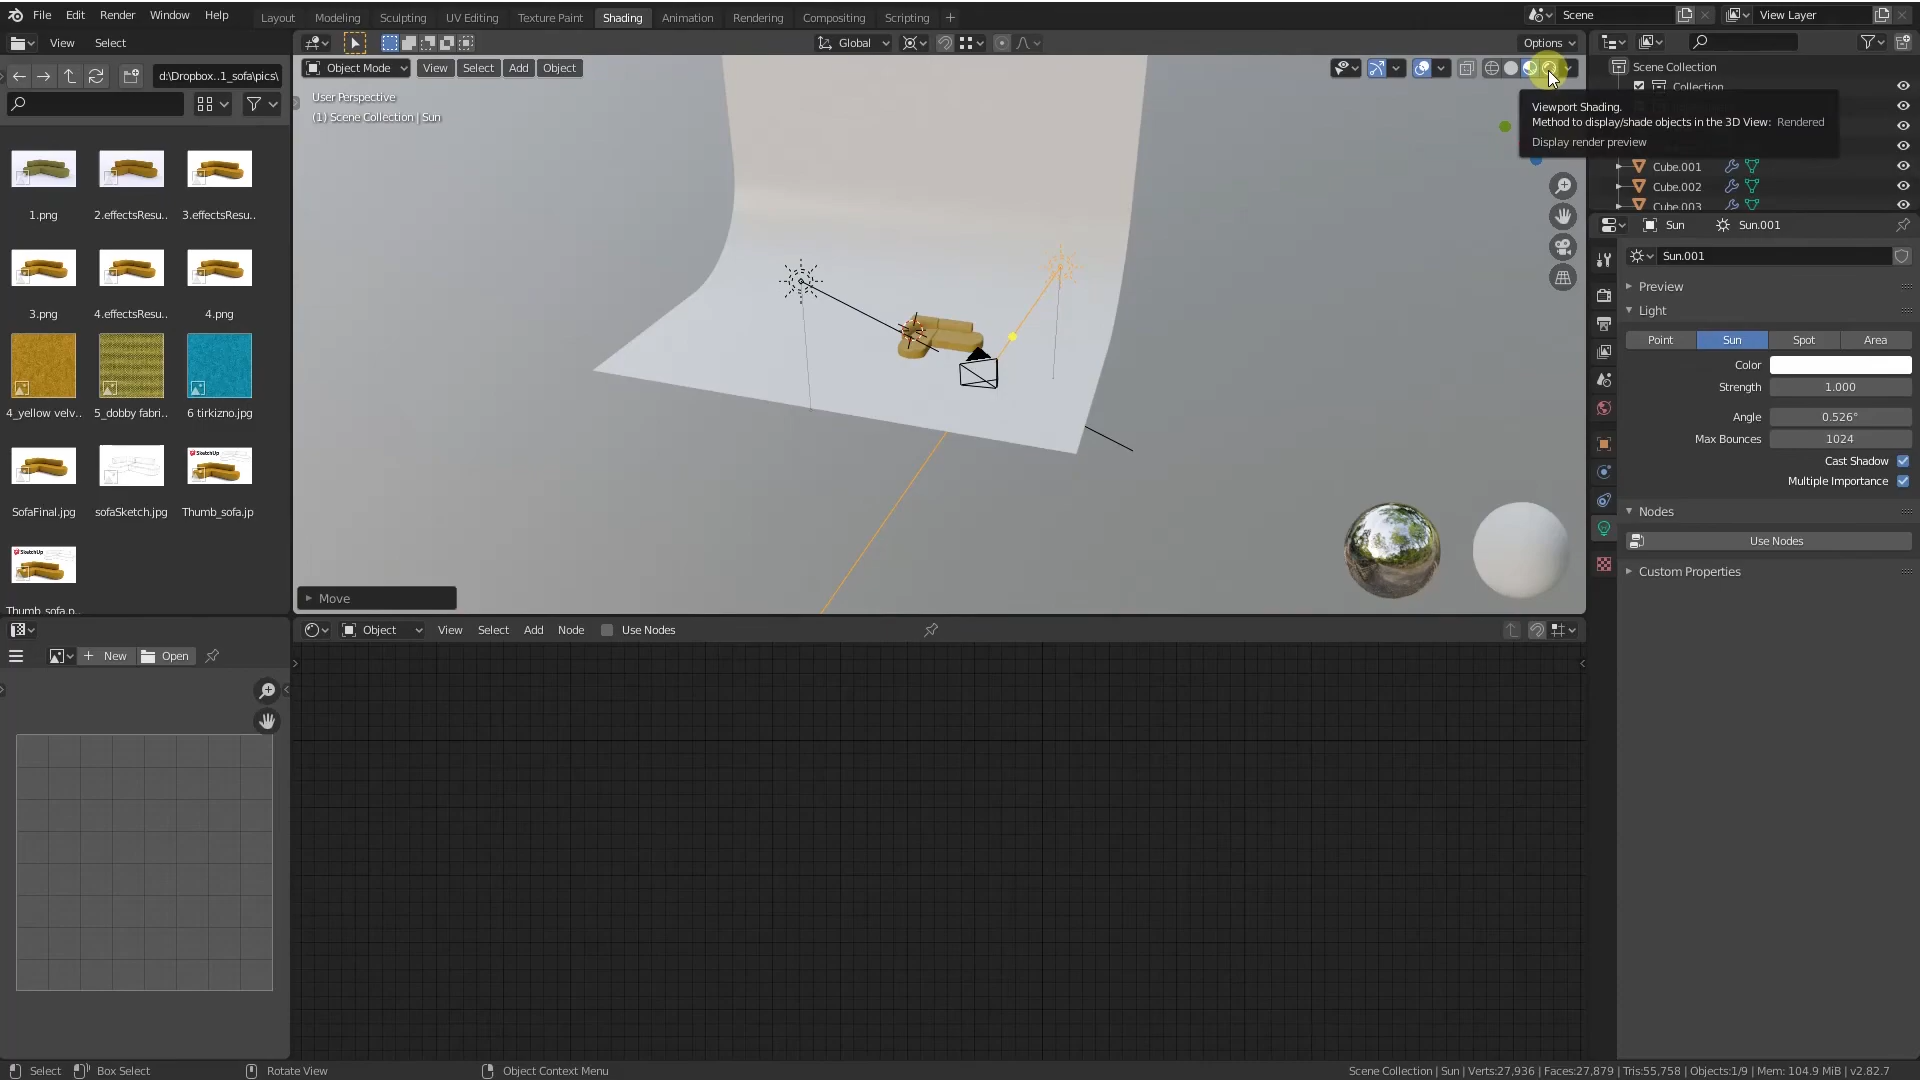 File Edit Render Window Help
Layout Modeling Sculpting UV Editing Texture Paint Shading Animation Rendering Compositing Scripting +
Scene
View Layer
View Select
Global
Options
d:\Dropbox..1_sofa\pics\
Object Mode View Select Add Object
User Perspective
(1) Scene Collection | Sun
Viewport Shading.
Method to display/shade objects in the 3D View: Rendered
Display render preview
Scene Collection
Collection
Cube.001
Cube.002
Cube.003
1.png
2.effectsResu..
3.effectsResu..
3.png
4.effectsResu..
4.png
4_yellow velv..
5_dobby fabri..
6 tirkizno.jpg
SofaFinal.jpg
sofaSketch.jpg
SketchUp
Thumb_sofa.jp
SketchUp
Thumb_sofa.p..
Sun Sun.001
Sun.001
Preview
Light
Point Sun Spot Area
Color
Strength 1.000
Angle 0.526°
Max Bounces 1024
Cast Shadow
Multiple Importance
Nodes
Use Nodes
Custom Properties
Move
Object View Select Add Node Use Nodes
New Open
Select Box Select Rotate View Object Context Menu
Scene Collection | Sun | Verts:27,936 | Faces:27,879 | Tris:55,758 | Objects:1/9 | Mem: 104.9 MiB | v2.82.7